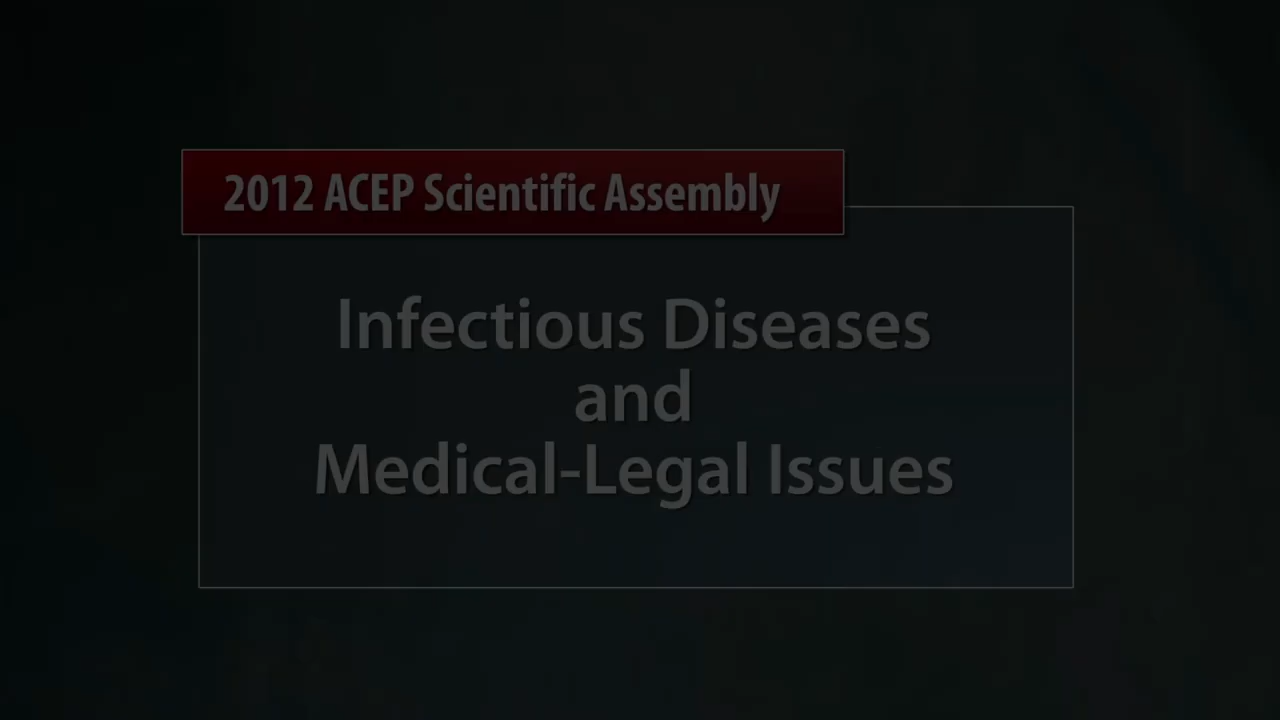 2012 ACEP Scientific Assembly
Infectious Diseases
and
Medical-Legal Issues